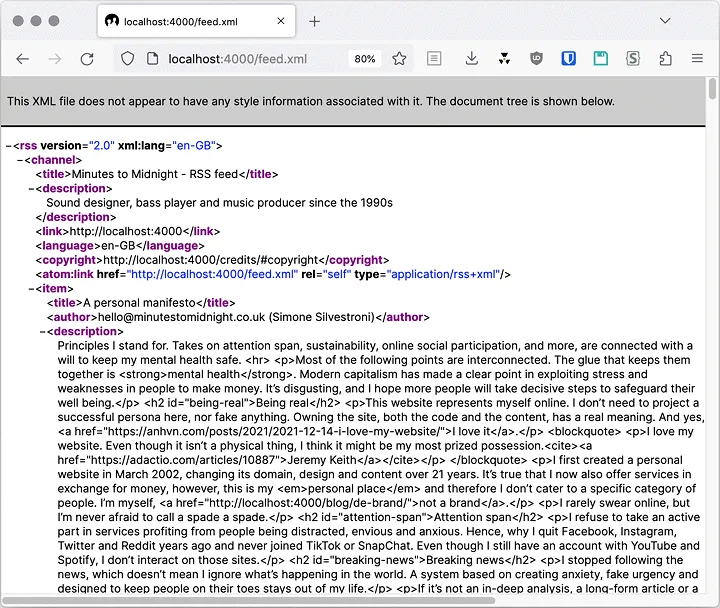 localhost:4000/feed.xml
localhost:4000/feed.xml
80%
This XML file does not appear to have any style information associated with it. The document tree is shown below.
−<rss version="2.0" xml:lang="en-GB">
−<channel>
<title>Minutes to Midnight - RSS feed</title>
−<description>
Sound designer, bass player and music producer since the 1990s
</description>
<link>http://localhost:4000</link>
<language>en-GB</language>
<copyright>http://localhost:4000/credits/#copyright</copyright>
<atom:link href="http://localhost:4000/feed.xml" rel="self" type="application/rss+xml"/>
−<item>
<title>A personal manifesto</title>
<author>hello@minutestomidnight.co.uk (Simone Silvestroni)</author>
−<description>
Principles I stand for. Takes on attention span, sustainability, online social participation, and more, are connected with a
will to keep my mental health safe. <hr> <p>Most of the following points are interconnected. The glue that keeps them
together is <strong>mental health</strong>. Modern capitalism has made a clear point in exploiting stress and
weaknesses in people to make money. It’s disgusting, and I hope more people will take decisive steps to safeguard their
well being.</p> <h2 id="being-real">Being real</h2> <p>This website represents myself online. I don’t need to project a
successful persona here, nor fake anything. Owning the site, both the code and the content, has a real meaning. And yes,
<a href="https://anhvn.com/posts/2021/2021-12-14-i-love-my-website/">I love it</a>.</p> <blockquote> <p>I love my
website. Even though it isn’t a physical thing, I think it might be my most prized possession.<cite><a
href="https://adactio.com/articles/10887">Jeremy Keith</a></cite></p> </blockquote> <p>I first created a personal
website in March 2002, changing its domain, design and content over 21 years. It’s true that I now also offer services in
exchange for money, however, this is my <em>personal place</em> and therefore I don’t cater to a specific category of
people. I’m myself, <a href="http://localhost:4000/blog/de-brand/">not a brand</a>.</p> <p>I rarely swear online, but
I’m never afraid to call a spade a spade.</p> <h2 id="attention-span">Attention span</h2> <p>I refuse to take an active
part in services profiting from people being distracted, envious and anxious. Hence, why I quit Facebook, Instagram,
Twitter and Reddit years ago and never joined TikTok or SnapChat. Even though I still have an account with YouTube and
Spotify, I don’t interact on those sites.</p> <h2 id="breaking-news">Breaking news</h2> <p>I stopped following the
news, which doesn’t mean I ignore what’s happening in the world. A system based on creating anxiety, fake urgency and
designed to keep people on their toes stays out of my life.</p> <p>If it’s not an in-deep analysis, a long-form article or a